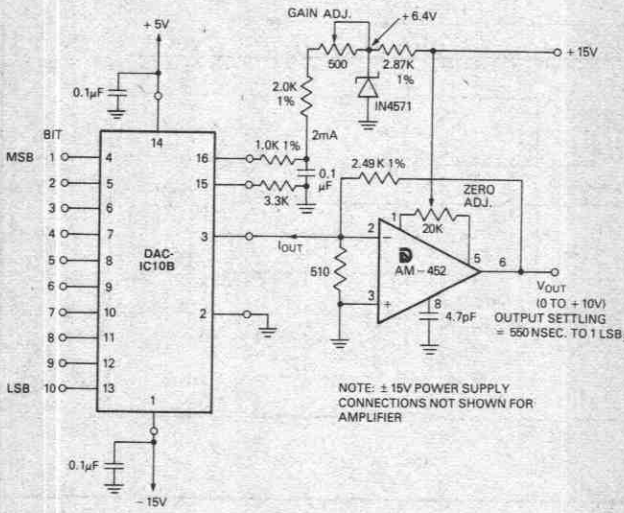 GAIN ADJ.
+ 6.4V
+ 5V
+ 15V
500
2.87K
1%
IN4571
0.1µF
2.0K
1%
2mA
BIT
14
MSB
1
4
16
1.0K 1%
2.49 K 1%
0.1
µF
2
5
15
3.3K
ZERO
ADJ.
3
6
4
7
DAC-
IC10B
3
IOUT
2
−
1
20K
5
6
5
8
510
AM – 452
VOUT
(0 TO + 10V)
OUTPUT SETTLING
= 550 NSEC. TO 1 LSB
6
9
7
10
2
3
+
8
4.7pF
8
11
9
12
LSB
10
13
1
NOTE: ± 15V POWER SUPPLY
CONNECTIONS NOT SHOWN FOR
AMPLIFIER
0.1µF
– 15V